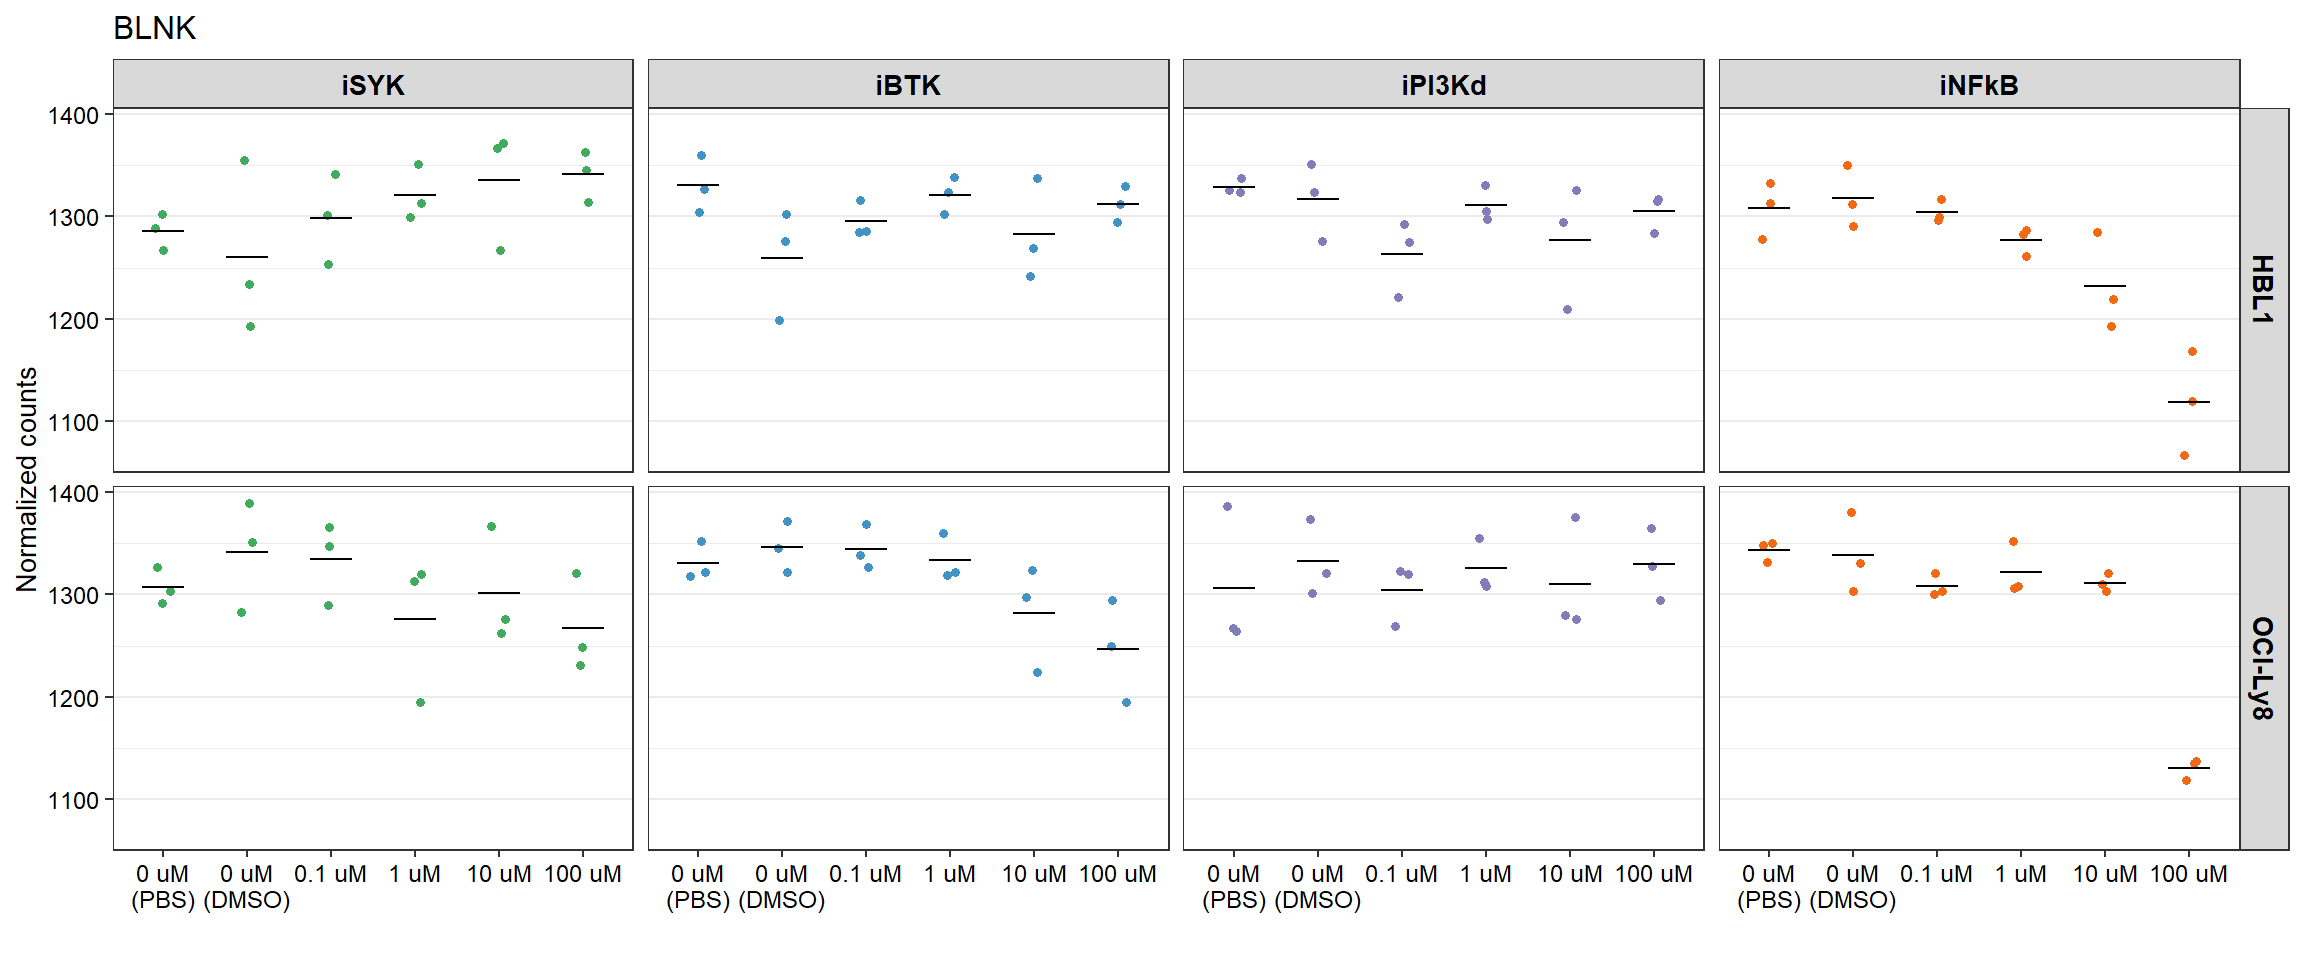 BLNK
iSYK iBTK iPI3Kd iNFkB
Normalized counts
1400
1300
1200
1100
HBL1
1400
1300
1200
1100
OCI-Ly8
0 uM 0 uM 0.1 uM 1 uM 10 uM 100 uM 0 uM 0 uM 0.1 uM 1 uM 10 uM 100 uM 0 uM 0 uM 0.1 uM 1 uM 10 uM 100 uM 0 uM 0 uM 0.1 uM 1 uM 10 uM 100 uM
(PBS) (DMSO) (PBS) (DMSO) (PBS) (DMSO) (PBS) (DMSO)